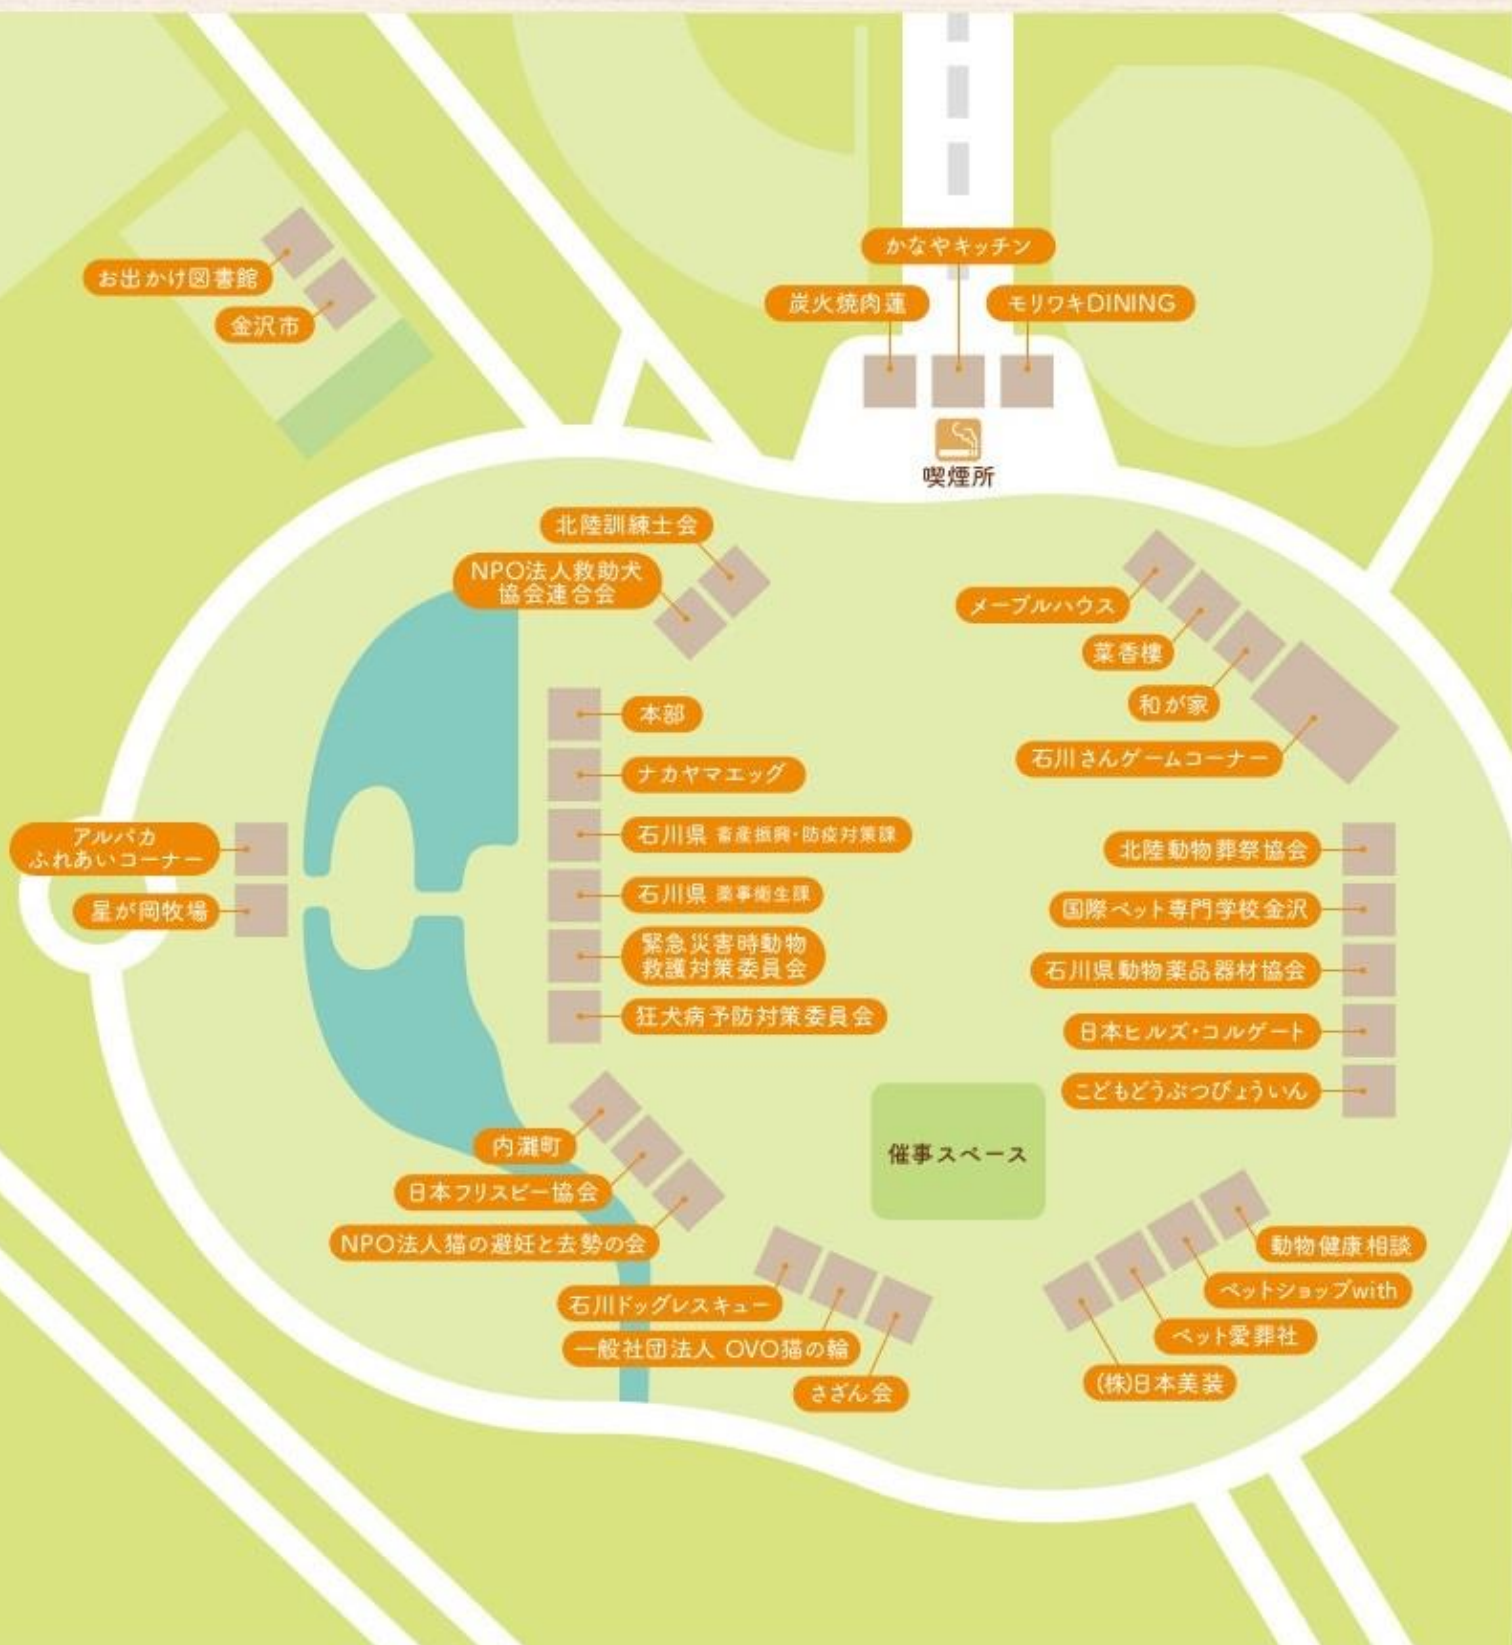 かなやキッチン
炭火焼肉蓮
モリワキDINING
お出かけ図書館
金沢市
喫煙所
北陸訓練士会
NPO法人救助犬
協会連合会
メープルハウス
菜香樓
和が家
石川さんゲームコーナー
本部
ナカヤマエッグ
石川県 畜産振興・防疫対策課
石川県 薬事衛生課
緊急災害時動物
救護対策委員会
狂犬病予防対策委員会
アルパカ
ふれあいコーナー
星が岡牧場
北陸動物葬祭協会
国際ペット専門学校金沢
石川県動物薬品器材協会
日本ヒルズ・コルゲート
こどもどうぶつびょういん
催事スペース
内灘町
日本フリスビー協会
NPO法人猫の避妊と去勢の会
石川ドッグレスキュー
一般社団法人 OVO猫の輪
さざん会
動物健康相談
ペットショップwith
ペット愛葬社
(株)日本美装